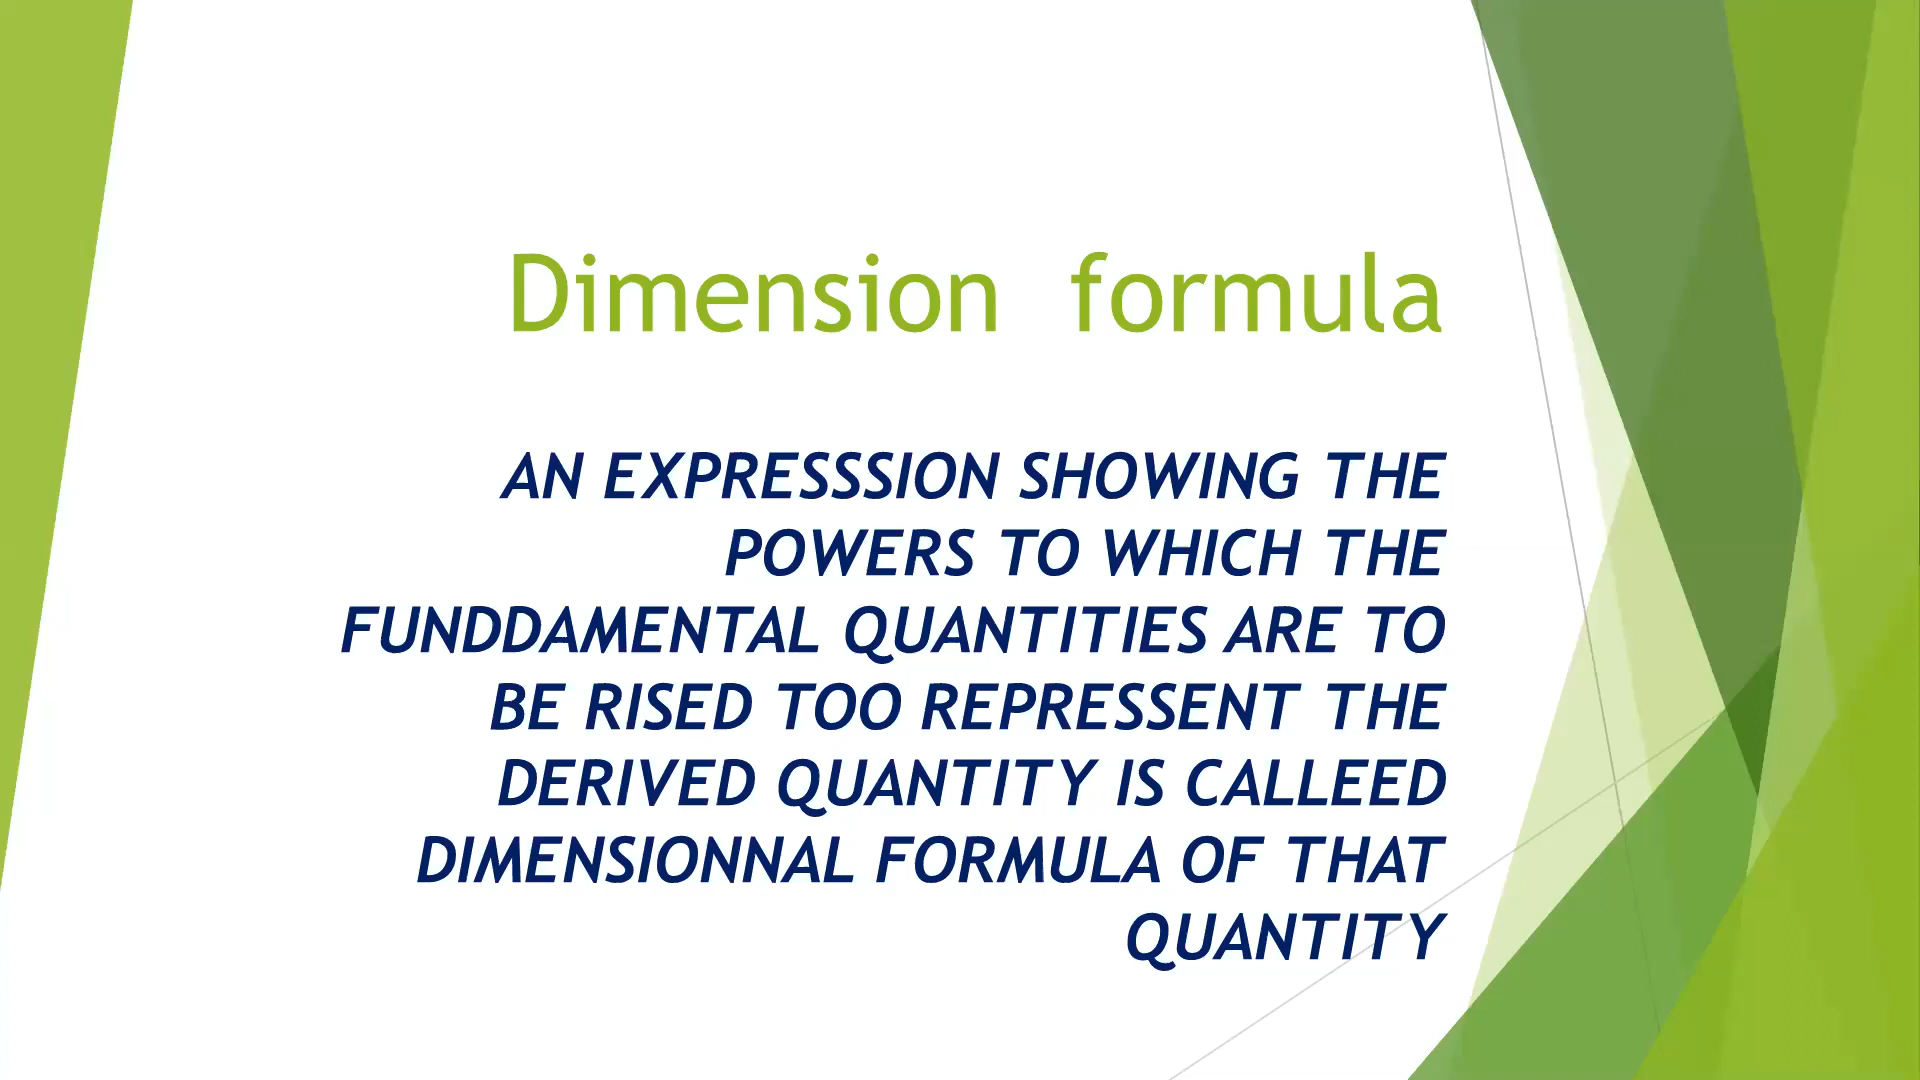 Dimension formula
AN EXPRESSSION SHOWING THE
POWERS TO WHICH THE
FUNDDAMENTAL QUANTITIES ARE TO
BE RISED TOO REPRESSENT THE
DERIVED QUANTITY IS CALLEED
DIMENSIONNAL FORMULA OF THAT
QUANTITY